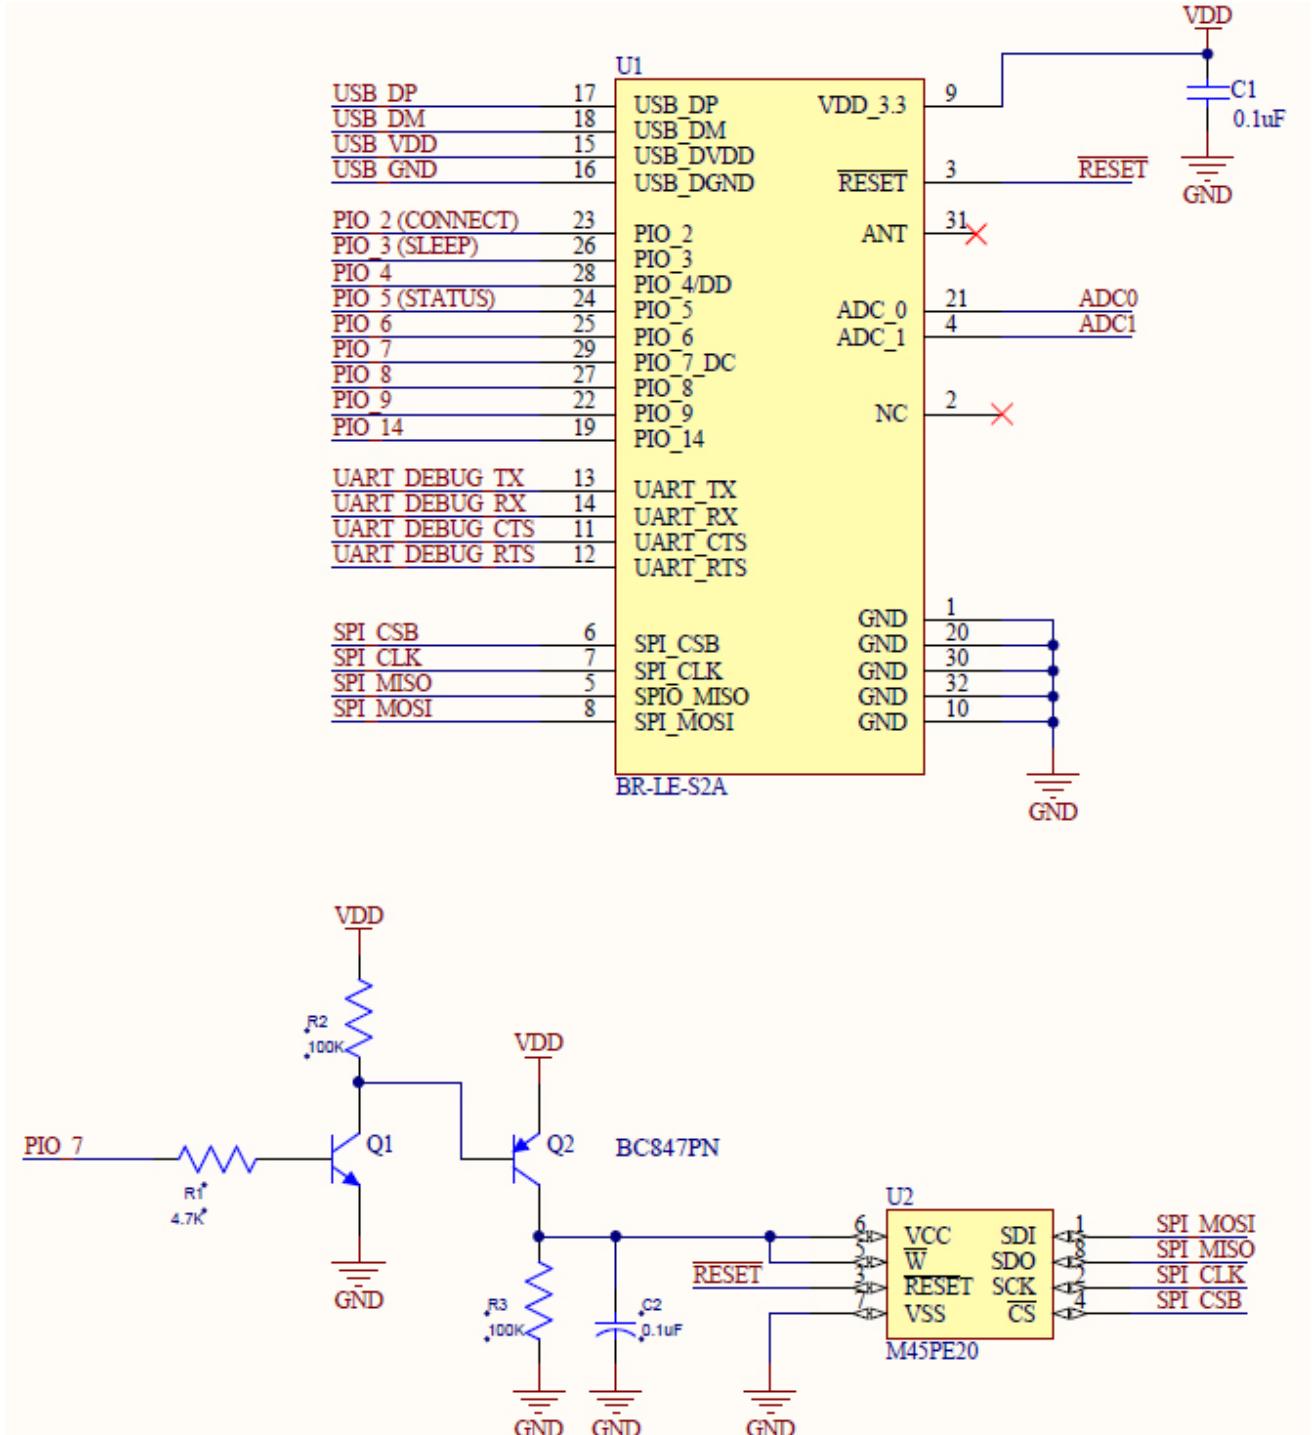 VDD
U1
C1
0.1uF
GND
USB_DP 17 USB_DP VDD_3.3 9
USB_DM 18 USB_DM
USB_VDD 15 USB_DVDD
USB_GND 16 USB_DGND RESET 3 RESET
PIO_2 (CONNECT) 23 PIO_2 ANT 31
PIO_3 (SLEEP) 26 PIO_3
PIO_4 28 PIO_4/DD
PIO_5 (STATUS) 24 PIO_5 ADC_0 21 ADC0
PIO_6 25 PIO_6 ADC_1 4 ADC1
PIO_7 29 PIO_7_DC
PIO_8 27 PIO_8
PIO_9 22 PIO_9 NC 2
PIO_14 19 PIO_14
UART_DEBUG_TX 13 UART_TX
UART_DEBUG_RX 14 UART_RX
UART_DEBUG_CTS 11 UART_CTS
UART_DEBUG_RTS 12 UART_RTS
GND 1
SPI_CSB 6 SPI_CSB GND 20
SPI_CLK 7 SPI_CLK GND 30
SPI_MISO 5 SPIO_MISO GND 32
SPI_MOSI 8 SPI_MOSI GND 10
BR-LE-S2A
GND
VDD
R2
100K
VDD
PIO_7
Q1
Q2
BC847PN
R1
4.7K
GND
U2
6 VCC SDI 1 SPI_MOSI
5 W SDO 8 SPI_MISO
RESET 3 RESET SCK 2 SPI_CLK
7 VSS CS 4 SPI_CSB
M45PE20
R3
100K
C2
0.1uF
GND
GND
GND